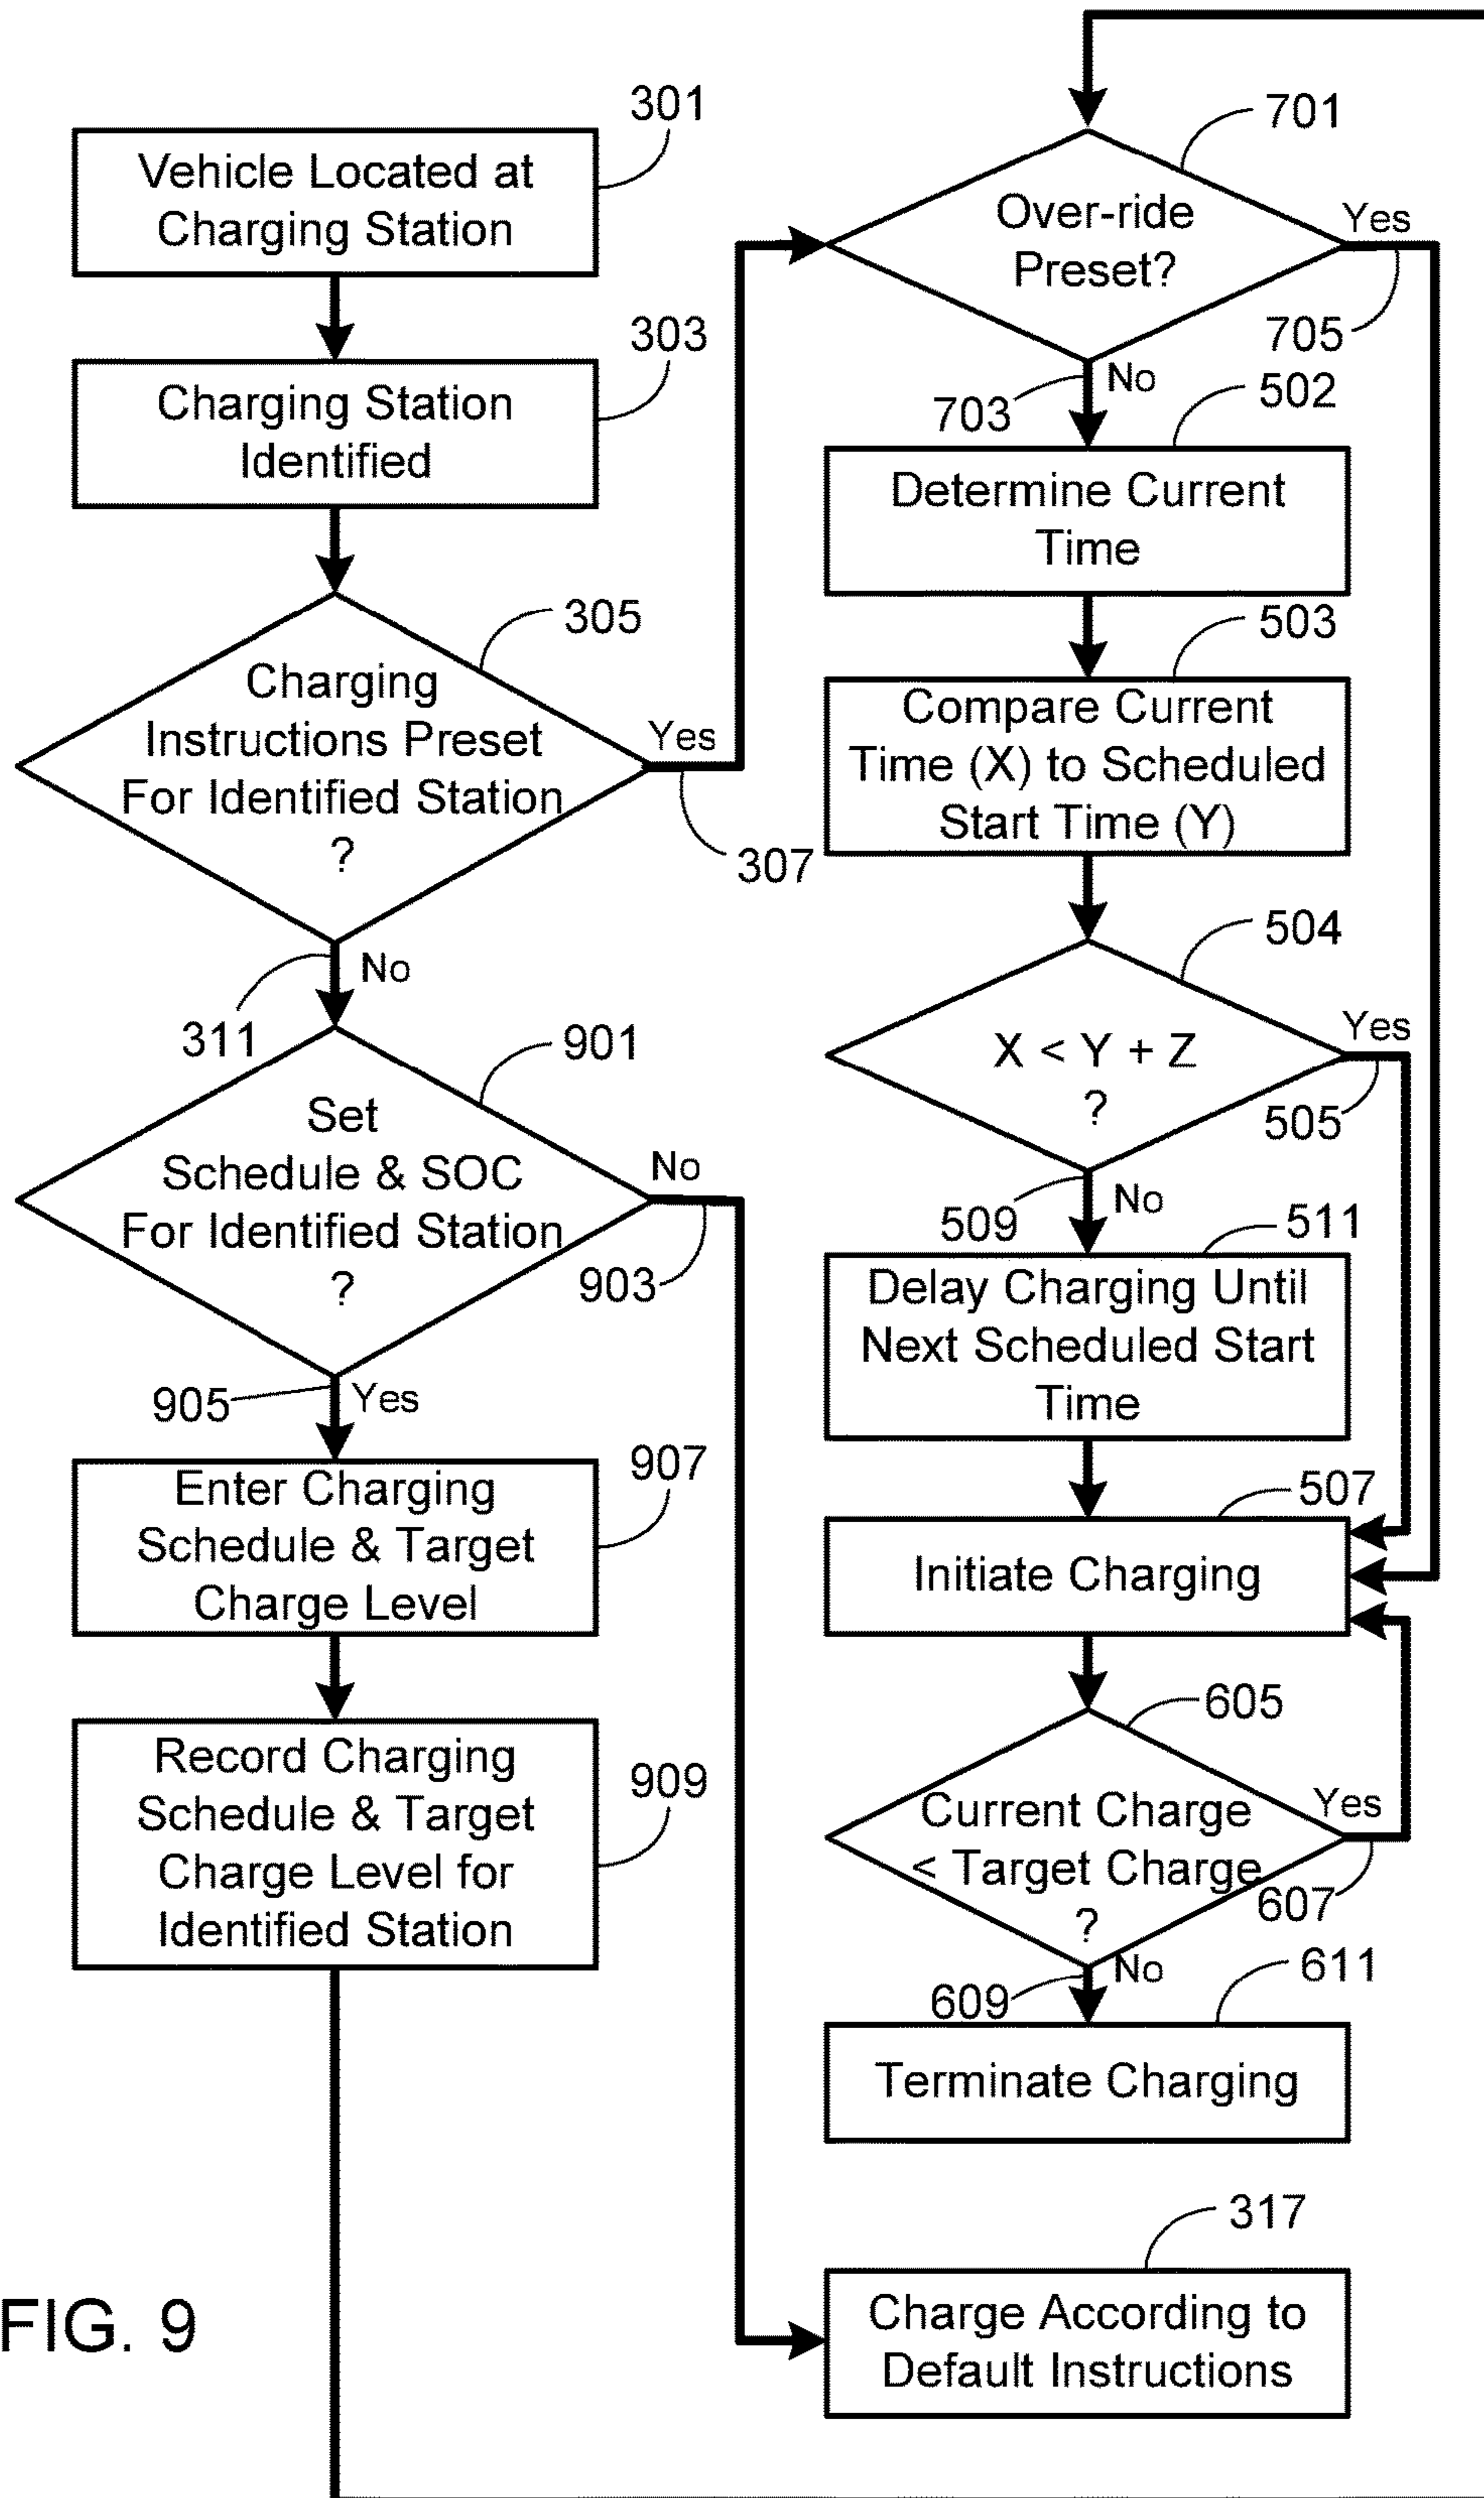 301
Vehicle Located at
Charging Station
303
Charging Station
Identified
305
Charging
Instructions Preset
For Identified Station
?
Yes
307
No
311
901
Set
Schedule & SOC
For Identified Station
?
No
903
905
Yes
907
Enter Charging
Schedule & Target
Charge Level
909
Record Charging
Schedule & Target
Charge Level for
Identified Station
701
Over-ride
Preset?
Yes
705
No
703
502
Determine Current
Time
503
Compare Current
Time (X) to Scheduled
Start Time (Y)
504
X < Y + Z
?
Yes
505
No
509
511
Delay Charging Until
Next Scheduled Start
Time
507
Initiate Charging
605
Current Charge
< Target Charge
?
Yes
607
No
609
611
Terminate Charging
317
Charge According to
Default Instructions
FIG. 9